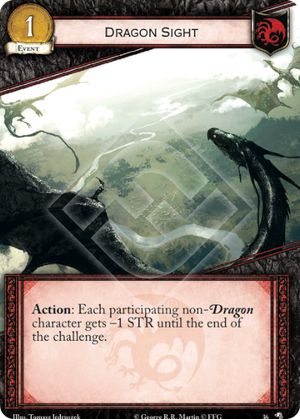 1
DRAGON SIGHT
EVENT
Action: Each participating non-Dragon
character gets –1 STR until the end of
the challenge.
Illus. Tomasz Jedruszek © George R.R. Martin © FFG 36